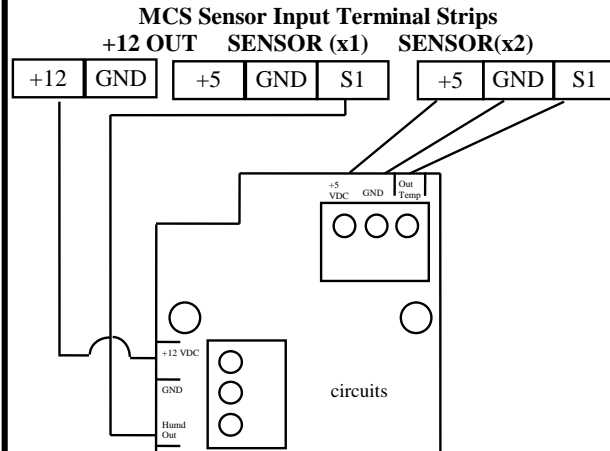 MCS Sensor Input Terminal Strips
+12 OUT SENSOR (x1) SENSOR(x2)
+12 GND +5 GND S1 +5 GND S1
+5
VDC
GND
Out
Temp
+12 VDC
GND
circuits
Humd
Out